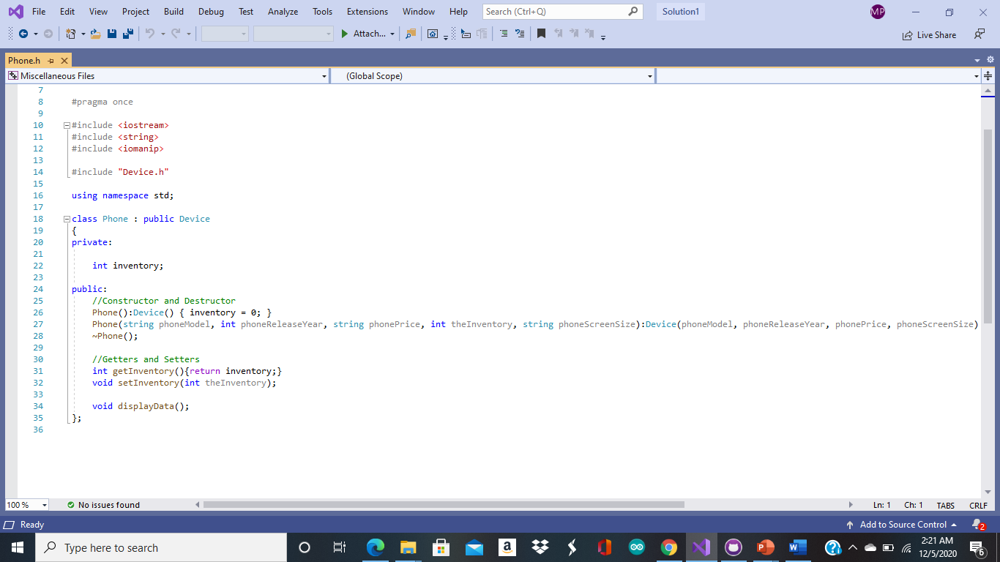 File Edit View Project Build Debug Test Analyze Tools Extensions Window Help Search (Ctrl+Q) Solution1 MP
Attach... Live Share
Phone.h
Miscellaneous Files (Global Scope)
7
8 #pragma once
9
10 #include <iostream>
11 #include <string>
12 #include <iomanip>
13
14 #include "Device.h"
15
16 using namespace std;
17
18 class Phone : public Device
19 {
20 private:
21
22 int inventory;
23
24 public:
25 //Constructor and Destructor
26 Phone():Device() { inventory = 0; }
27 Phone(string phoneModel, int phoneReleaseYear, string phonePrice, int theInventory, string phoneScreenSize):Device(phoneModel, phoneReleaseYear, phonePrice, phoneScreenSize)
28 ~Phone();
29
30 //Getters and Setters
31 int getInventory(){return inventory;}
32 void setInventory(int theInventory);
33
34 void displayData();
35 };
36
100 % No issues found Ln: 1 Ch: 1 TABS CRLF
Ready Add to Source Control 2
Type here to search a 2:21 AM
12/5/2020 6